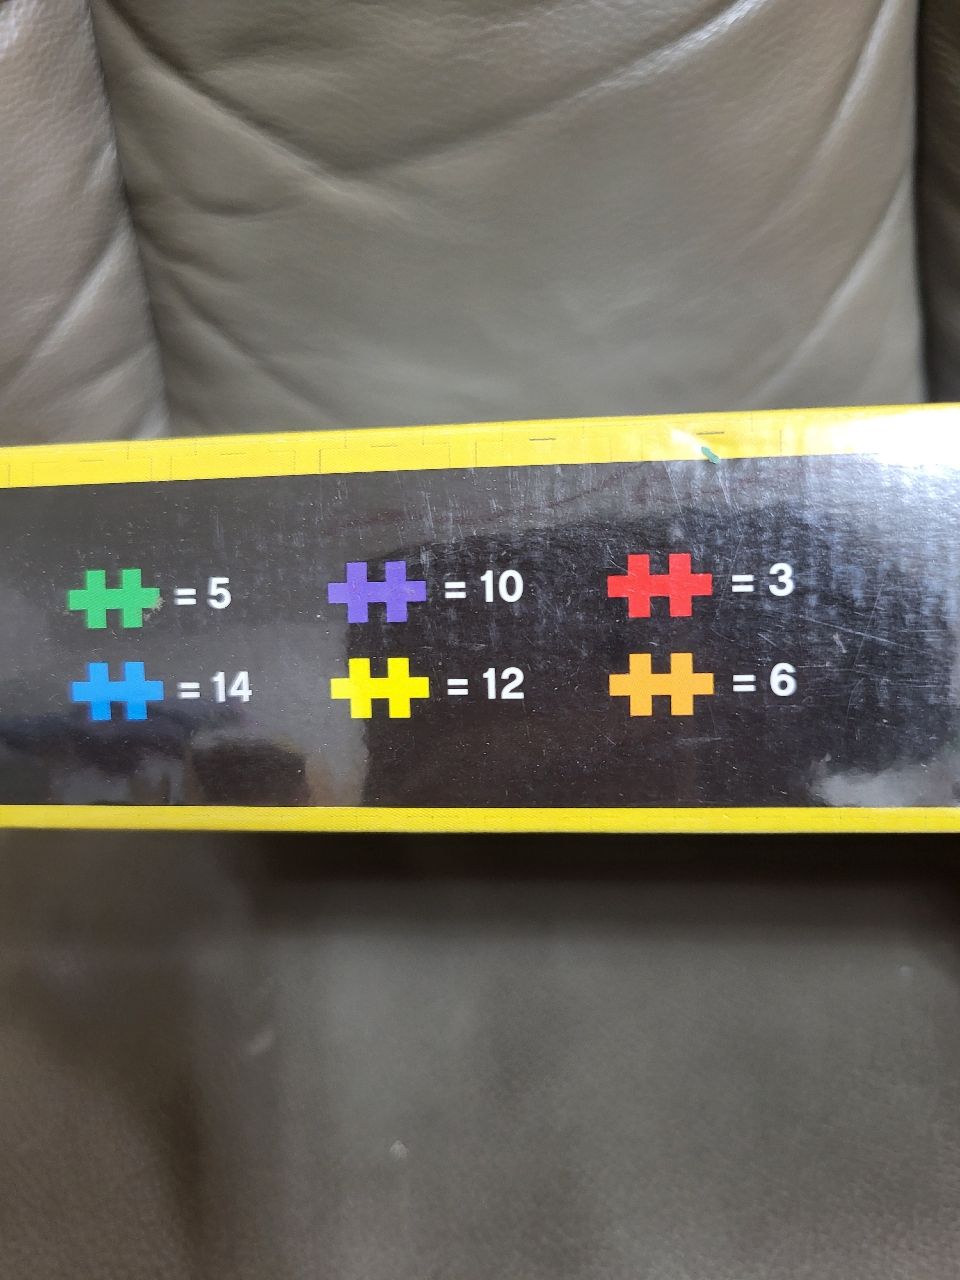 = 5 = 10 = 3
= 14 = 12 = 6